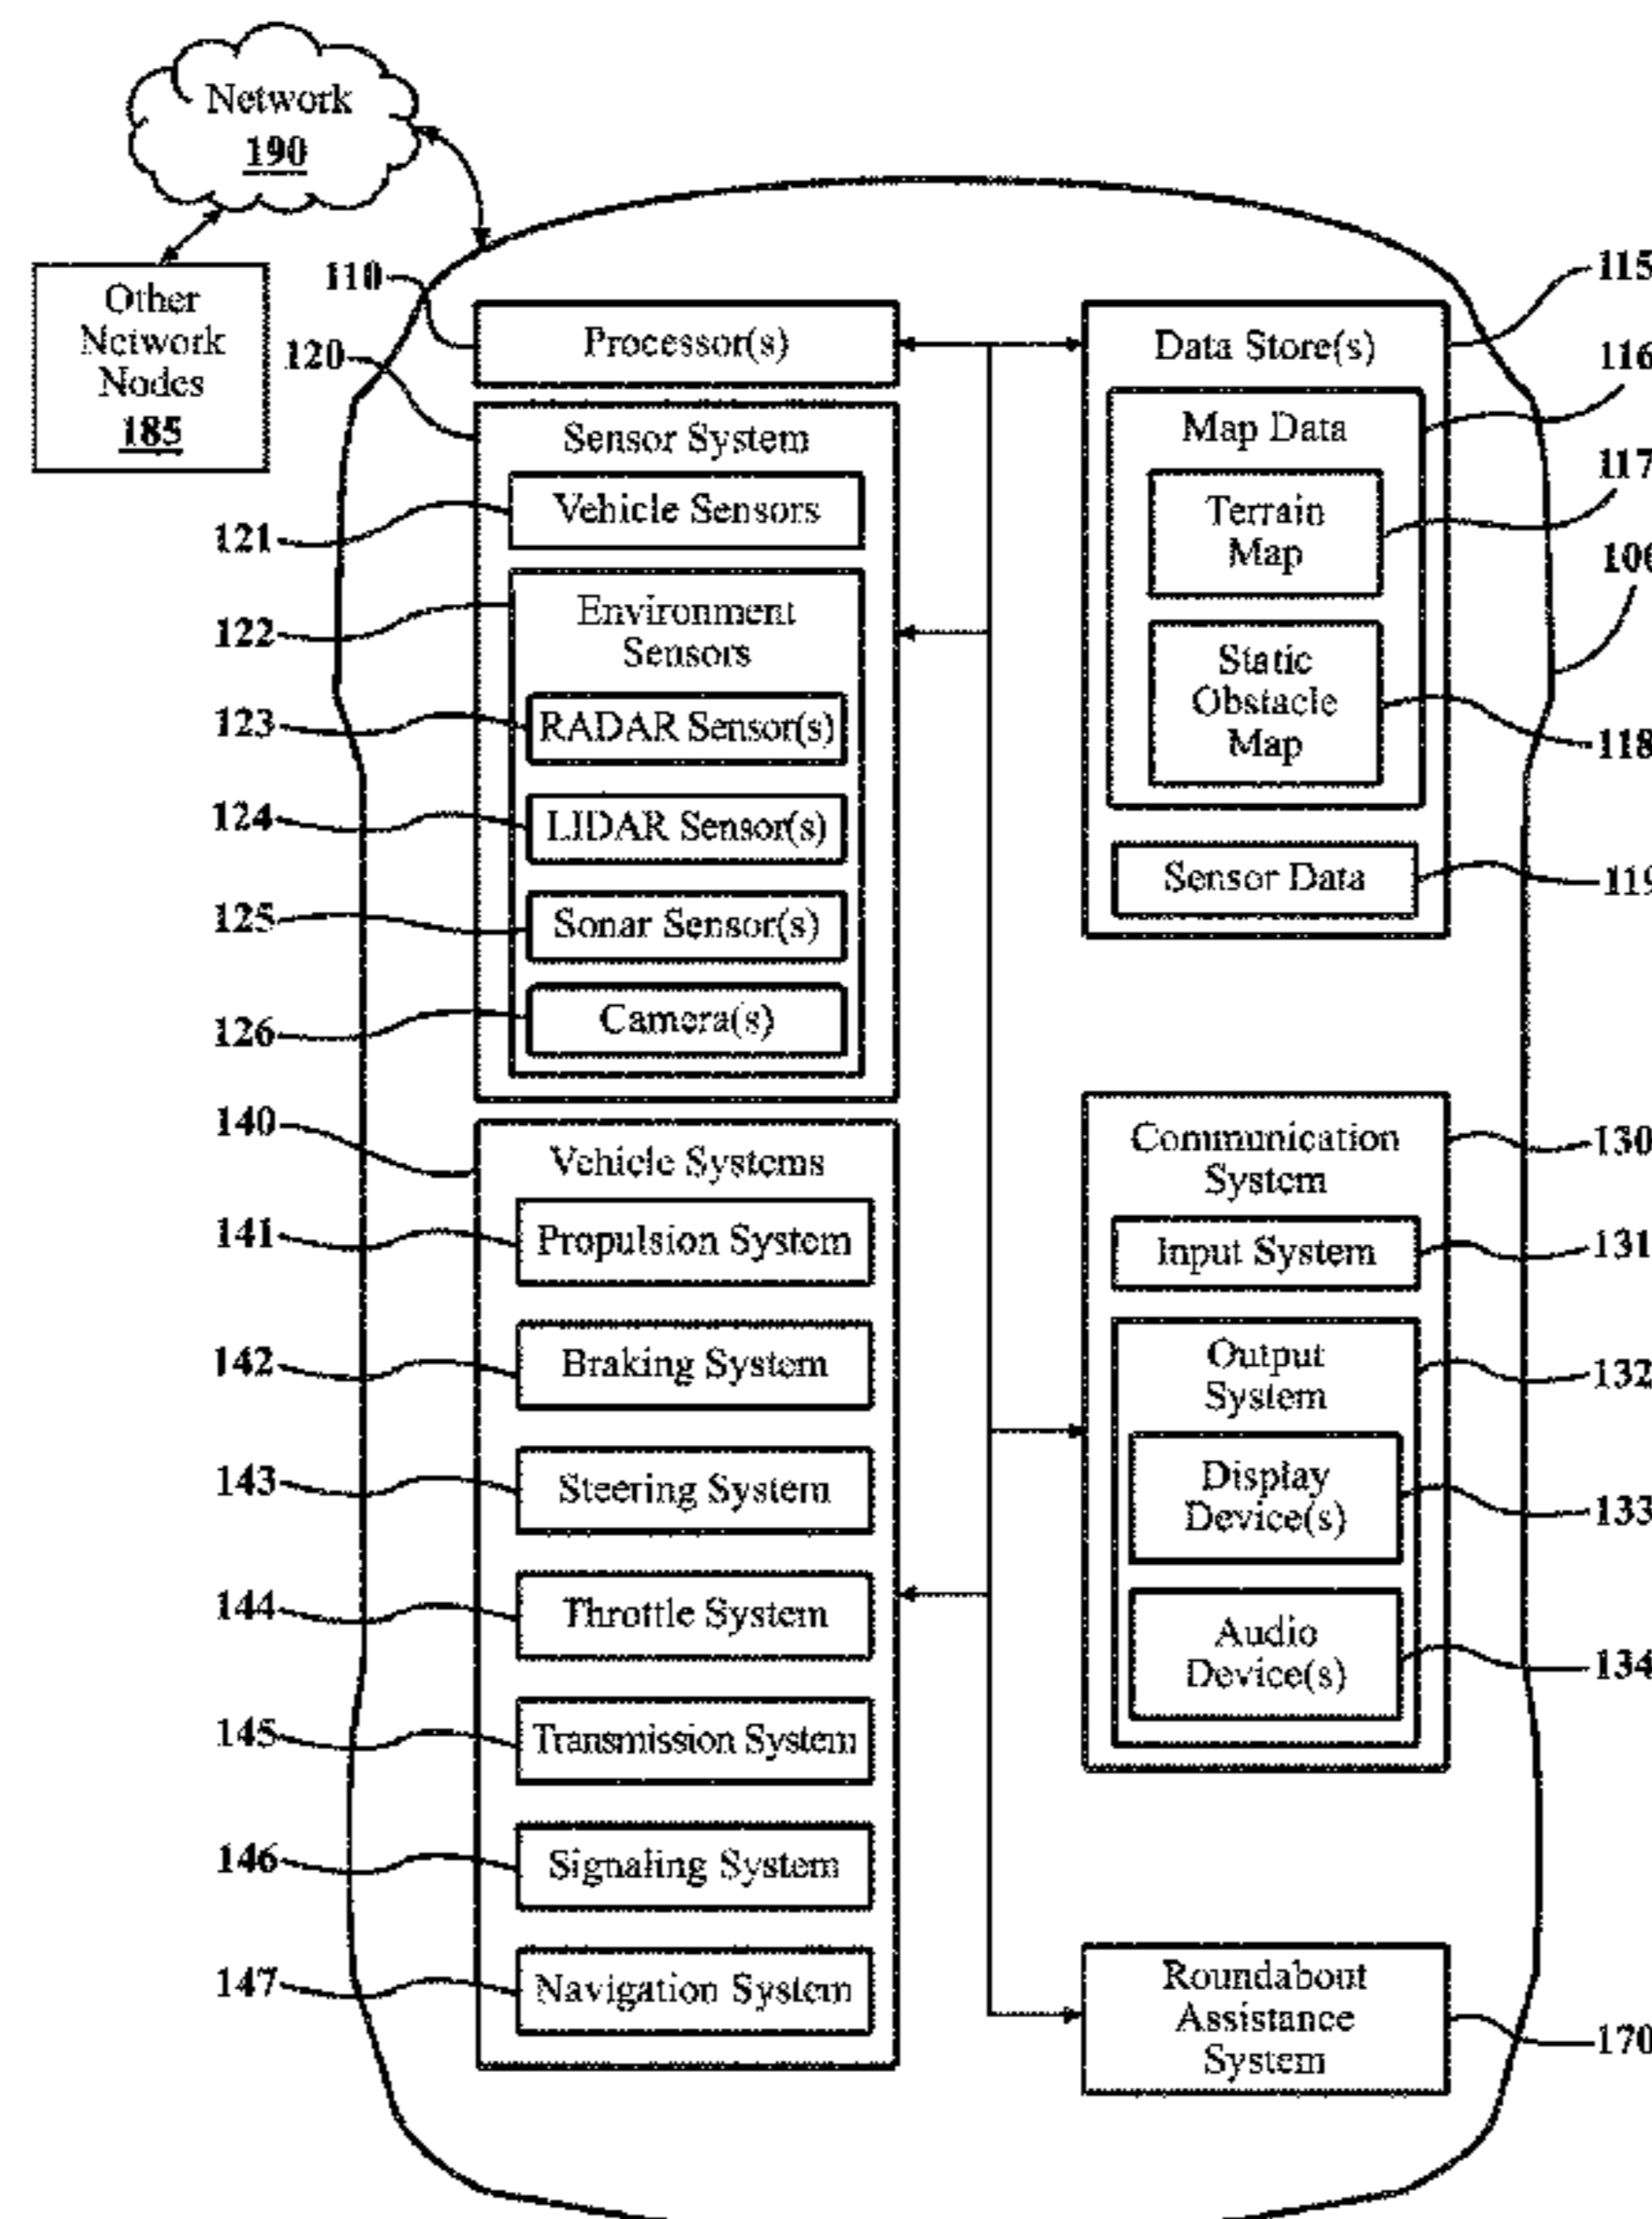 Network
190
Other
Network
Nodes
185
110
Processor(s)
120
Sensor System
121
Vehicle Sensors
122
Environment
Sensors
123
RADAR Sensor(s)
124
LIDAR Sensor(s)
125
Sonar Sensor(s)
126
Camera(s)
140
Vehicle Systems
141
Propulsion System
142
Braking System
143
Steering System
144
Throttle System
145
Transmission System
146
Signaling System
147
Navigation System
Data Store(s)
115
Map Data
116
Terrain
Map
117
100
Static
Obstacle
Map
118
Sensor Data
119
Communication
System
130
Input System
131
Output
System
132
Display
Device(s)
133
Audio
Device(s)
134
Roundabout
Assistance
System
170